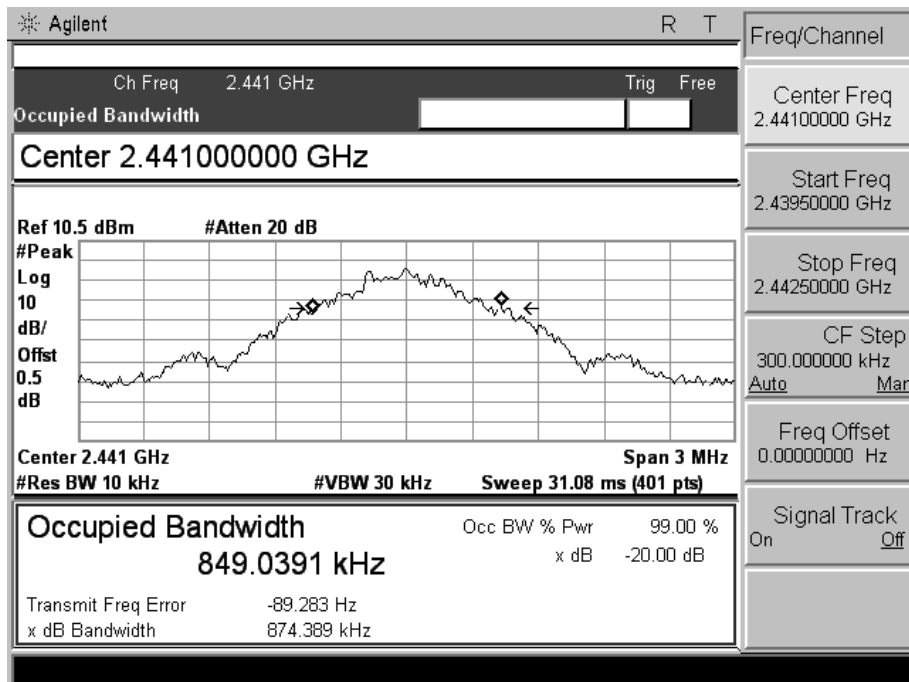 Agilent R T
Freq/Channel
Ch Freq 2.441 GHz Trig Free
Occupied Bandwidth
Center 2.441000000 GHz
Ref 10.5 dBm #Atten 20 dB
#Peak
Log
10
dB/
Offst
0.5
dB
Center 2.441 GHz Span 3 MHz
#Res BW 10 kHz #VBW 30 kHz Sweep 31.08 ms (401 pts)
Occupied Bandwidth
849.0391 kHz
Occ BW % Pwr 99.00 %
x dB -20.00 dB
Transmit Freq Error -89.283 Hz
x dB Bandwidth 874.389 kHz
Center Freq
2.44100000 GHz
Start Freq
2.43950000 GHz
Stop Freq
2.44250000 GHz
CF Step
300.000000 kHz
Auto Man
Freq Offset
0.00000000 Hz
Signal Track
On Off